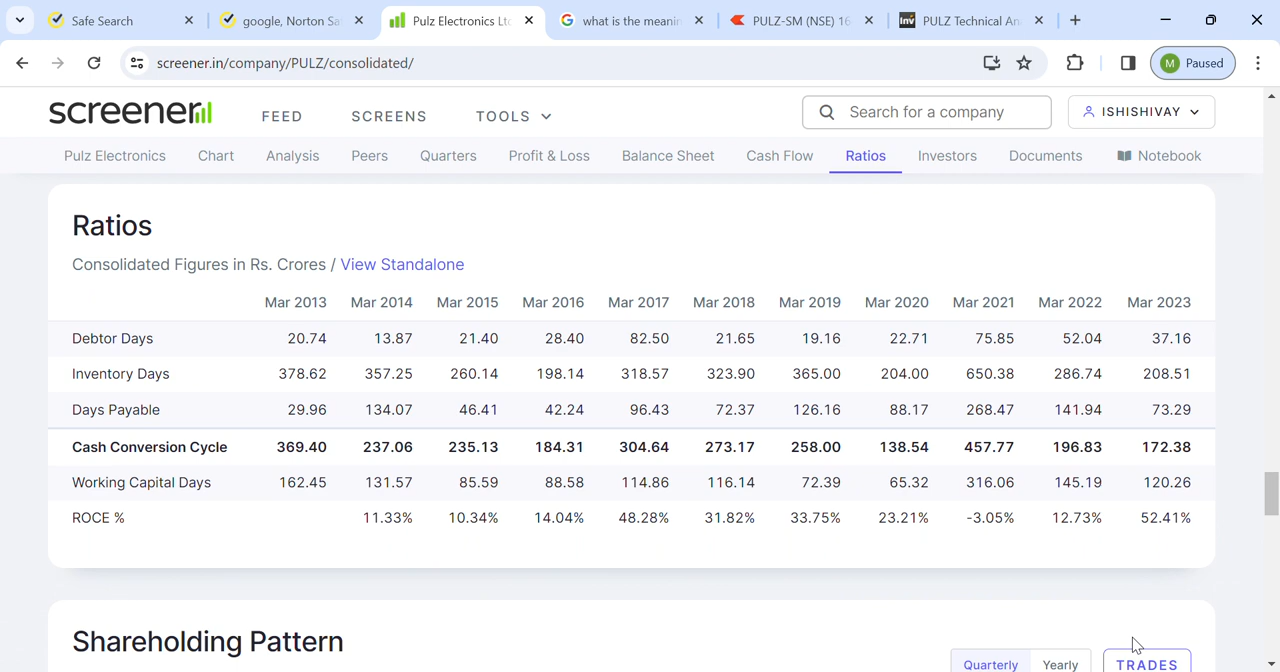 Safe Search
google, Norton Sa
Pulz Electronics Ltd
what is the meanin
PULZ-SM (NSE) 16
Inv PULZ Technical An
screener.in/company/PULZ/consolidated/
M Paused
screener
FEED SCREENS TOOLS
Search for a company
ISHISHIVAY
Pulz Electronics Chart Analysis Peers Quarters Profit & Loss Balance Sheet Cash Flow Ratios Investors Documents Notebook
Ratios
Consolidated Figures in Rs. Crores / View Standalone
Mar 2013 Mar 2014 Mar 2015 Mar 2016 Mar 2017 Mar 2018 Mar 2019 Mar 2020 Mar 2021 Mar 2022 Mar 2023
Debtor Days 20.74 13.87 21.40 28.40 82.50 21.65 19.16 22.71 75.85 52.04 37.16
Inventory Days 378.62 357.25 260.14 198.14 318.57 323.90 365.00 204.00 650.38 286.74 208.51
Days Payable 29.96 134.07 46.41 42.24 96.43 72.37 126.16 88.17 268.47 141.94 73.29
Cash Conversion Cycle 369.40 237.06 235.13 184.31 304.64 273.17 258.00 138.54 457.77 196.83 172.38
Working Capital Days 162.45 131.57 85.59 88.58 114.86 116.14 72.39 65.32 316.06 145.19 120.26
ROCE % 11.33% 10.34% 14.04% 48.28% 31.82% 33.75% 23.21% -3.05% 12.73% 52.41%
Shareholding Pattern
Quarterly Yearly TRADES